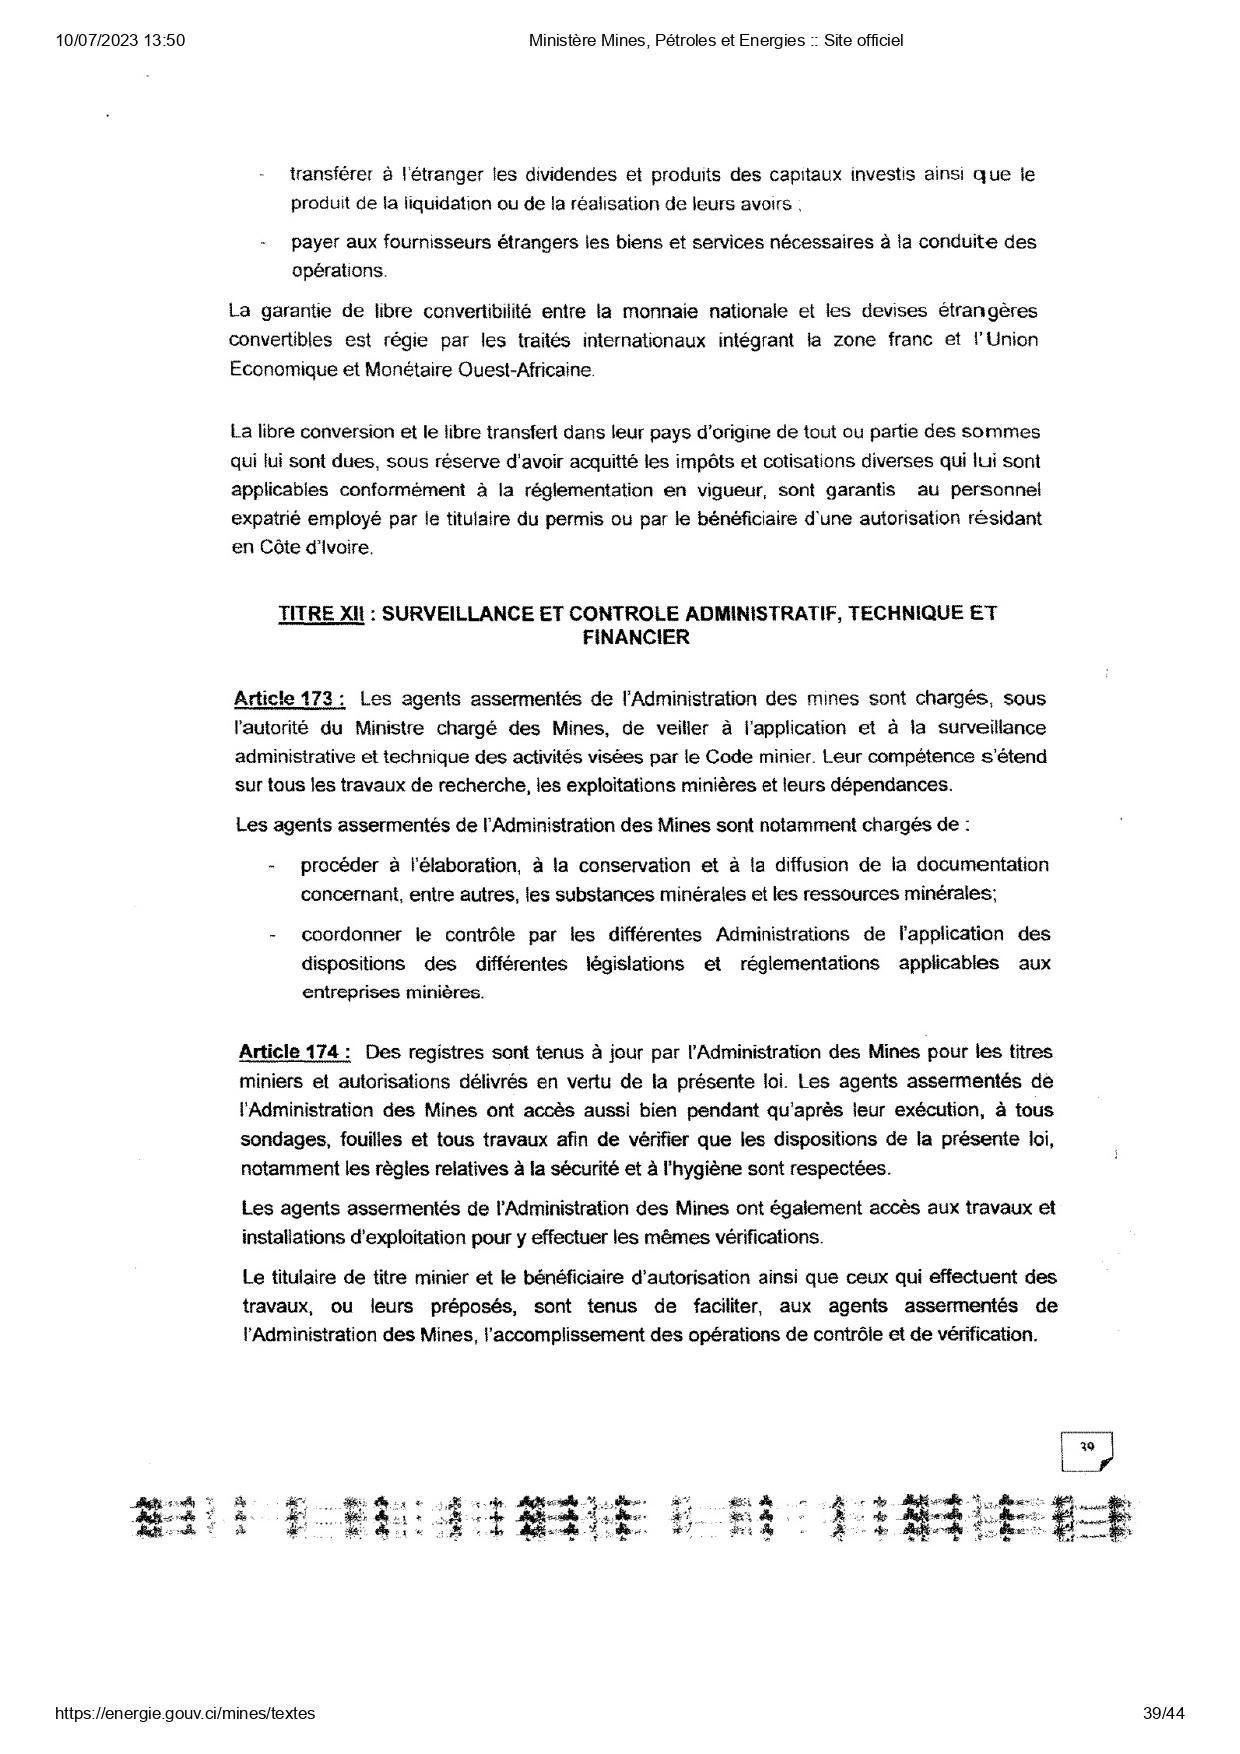 10/07/2023 13:50
Ministère Mines, Pétroles et Energies :: Site officiel
- transférer à l'étranger les dividendes et produits des capitaux investis ainsi que le
produit de la liquidation ou de la réalisation de leurs avoirs ;
- payer aux fournisseurs étrangers les biens et services nécessaires à la conduite des
opérations.
La garantie de libre convertibilité entre la monnaie nationale et les devises étrangères
convertibles est régie par les traités internationaux intégrant la zone franc et l'Union
Economique et Monétaire Ouest-Africaine.
La libre conversion et le libre transfert dans leur pays d'origine de tout ou partie des sommes
qui lui sont dues, sous réserve d'avoir acquitté les impôts et cotisations diverses qui lui sont
applicables conformément à la réglementation en vigueur, sont garantis au personnel
expatrié employé par le titulaire du permis ou par le bénéficiaire d'une autorisation résidant
en Côte d'Ivoire.
TITRE XII : SURVEILLANCE ET CONTROLE ADMINISTRATIF, TECHNIQUE ET
FINANCIER
Article 173 : Les agents assermentés de l'Administration des mines sont chargés, sous
l'autorité du Ministre chargé des Mines, de veiller à l'application et à la surveillance
administrative et technique des activités visées par le Code minier. Leur compétence s'étend
sur tous les travaux de recherche, les exploitations minières et leurs dépendances.
Les agents assermentés de l'Administration des Mines sont notamment chargés de :
- procéder à l'élaboration, à la conservation et à la diffusion de la documentation
concernant, entre autres, les substances minérales et les ressources minérales;
- coordonner le contrôle par les différentes Administrations de l'application des
dispositions des différentes législations et réglementations applicables aux
entreprises minières.
Article 174 : Des registres sont tenus à jour par l'Administration des Mines pour les titres
miniers et autorisations délivrés en vertu de la présente loi. Les agents assermentés de
l'Administration des Mines ont accès aussi bien pendant qu'après leur exécution, à tous
sondages, fouilles et tous travaux afin de vérifier que les dispositions de la présente loi,
notamment les règles relatives à la sécurité et à l'hygiène sont respectées.
Les agents assermentés de l'Administration des Mines ont également accès aux travaux et
installations d'exploitation pour y effectuer les mêmes vérifications.
Le titulaire de titre minier et le bénéficiaire d'autorisation ainsi que ceux qui effectuent des
travaux, ou leurs préposés, sont tenus de faciliter, aux agents assermentés de
l'Administration des Mines, l'accomplissement des opérations de contrôle et de vérification.
39
https://energie.gouv.ci/mines/textes
39/44